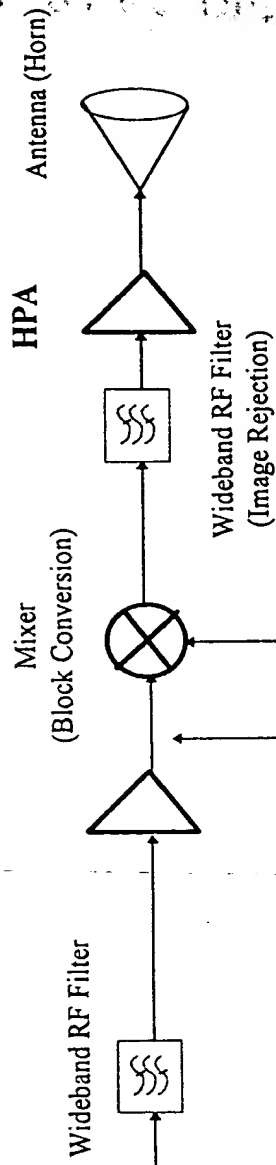 Wideband RF Filter
Mixer
(Block Conversion)
Wideband RF Filter
(Image Rejection)
HPA
Antenna (Horn)